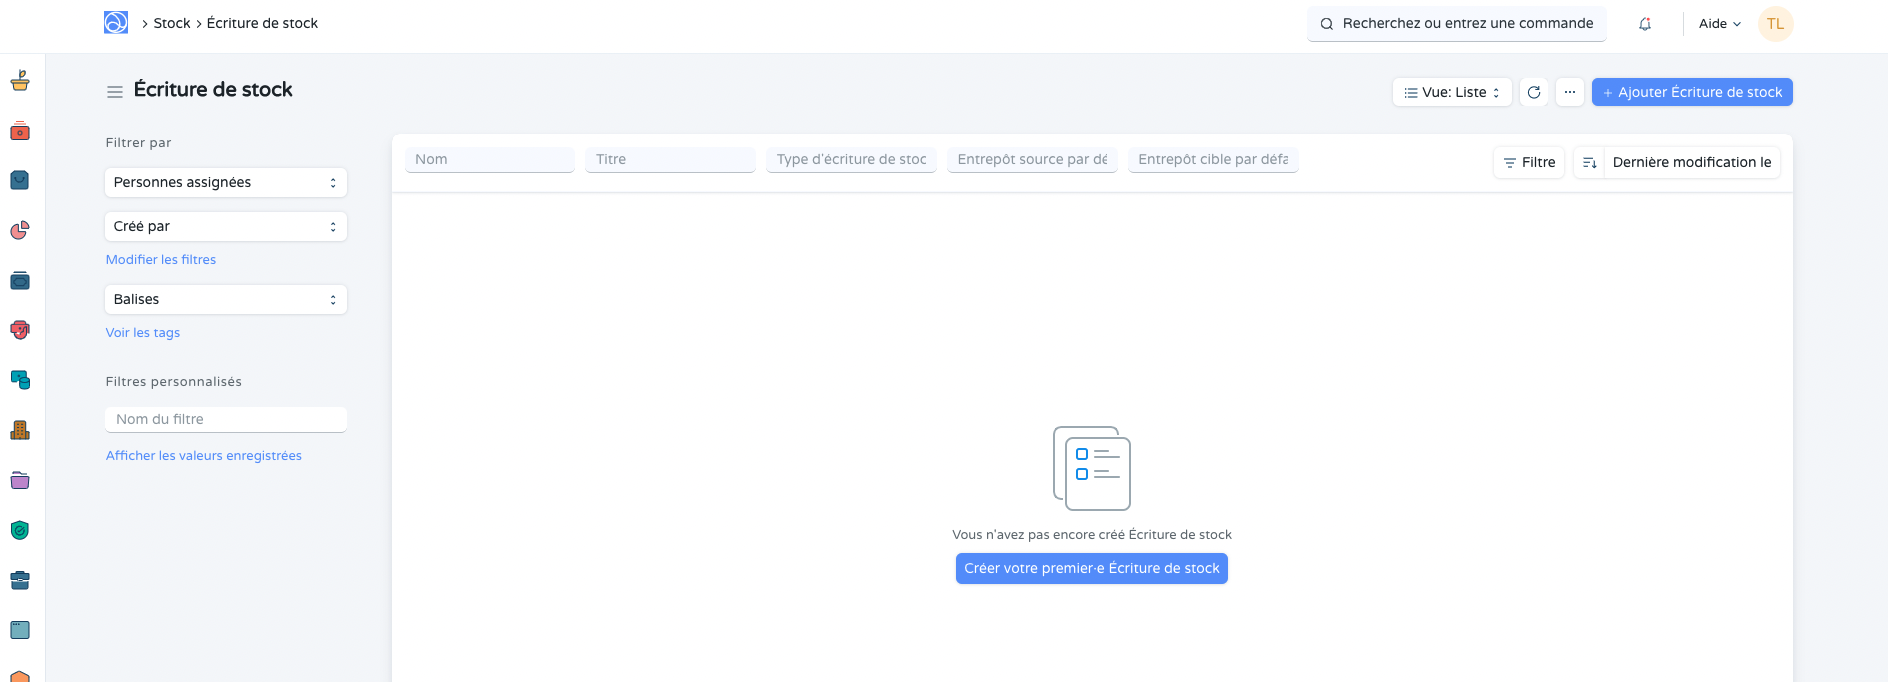 Stock
Écriture de stock
Recherchez ou entrez une commande
Aide
TL
Écriture de stock
Vue: Liste
Ajouter Écriture de stock
Filtrer par
Personnes assignées
Créé par
Modifier les filtres
Balises
Voir les tags
Filtres personnalisés
Nom du filtre
Afficher les valeurs enregistrées
Nom
Titre
Type d'écriture de stoc
Entrepôt source par dé
Entrepôt cible par défa
Filtre
Dernière modification le
Vous n'avez pas encore créé Écriture de stock
Créer votre premier·e Écriture de stock